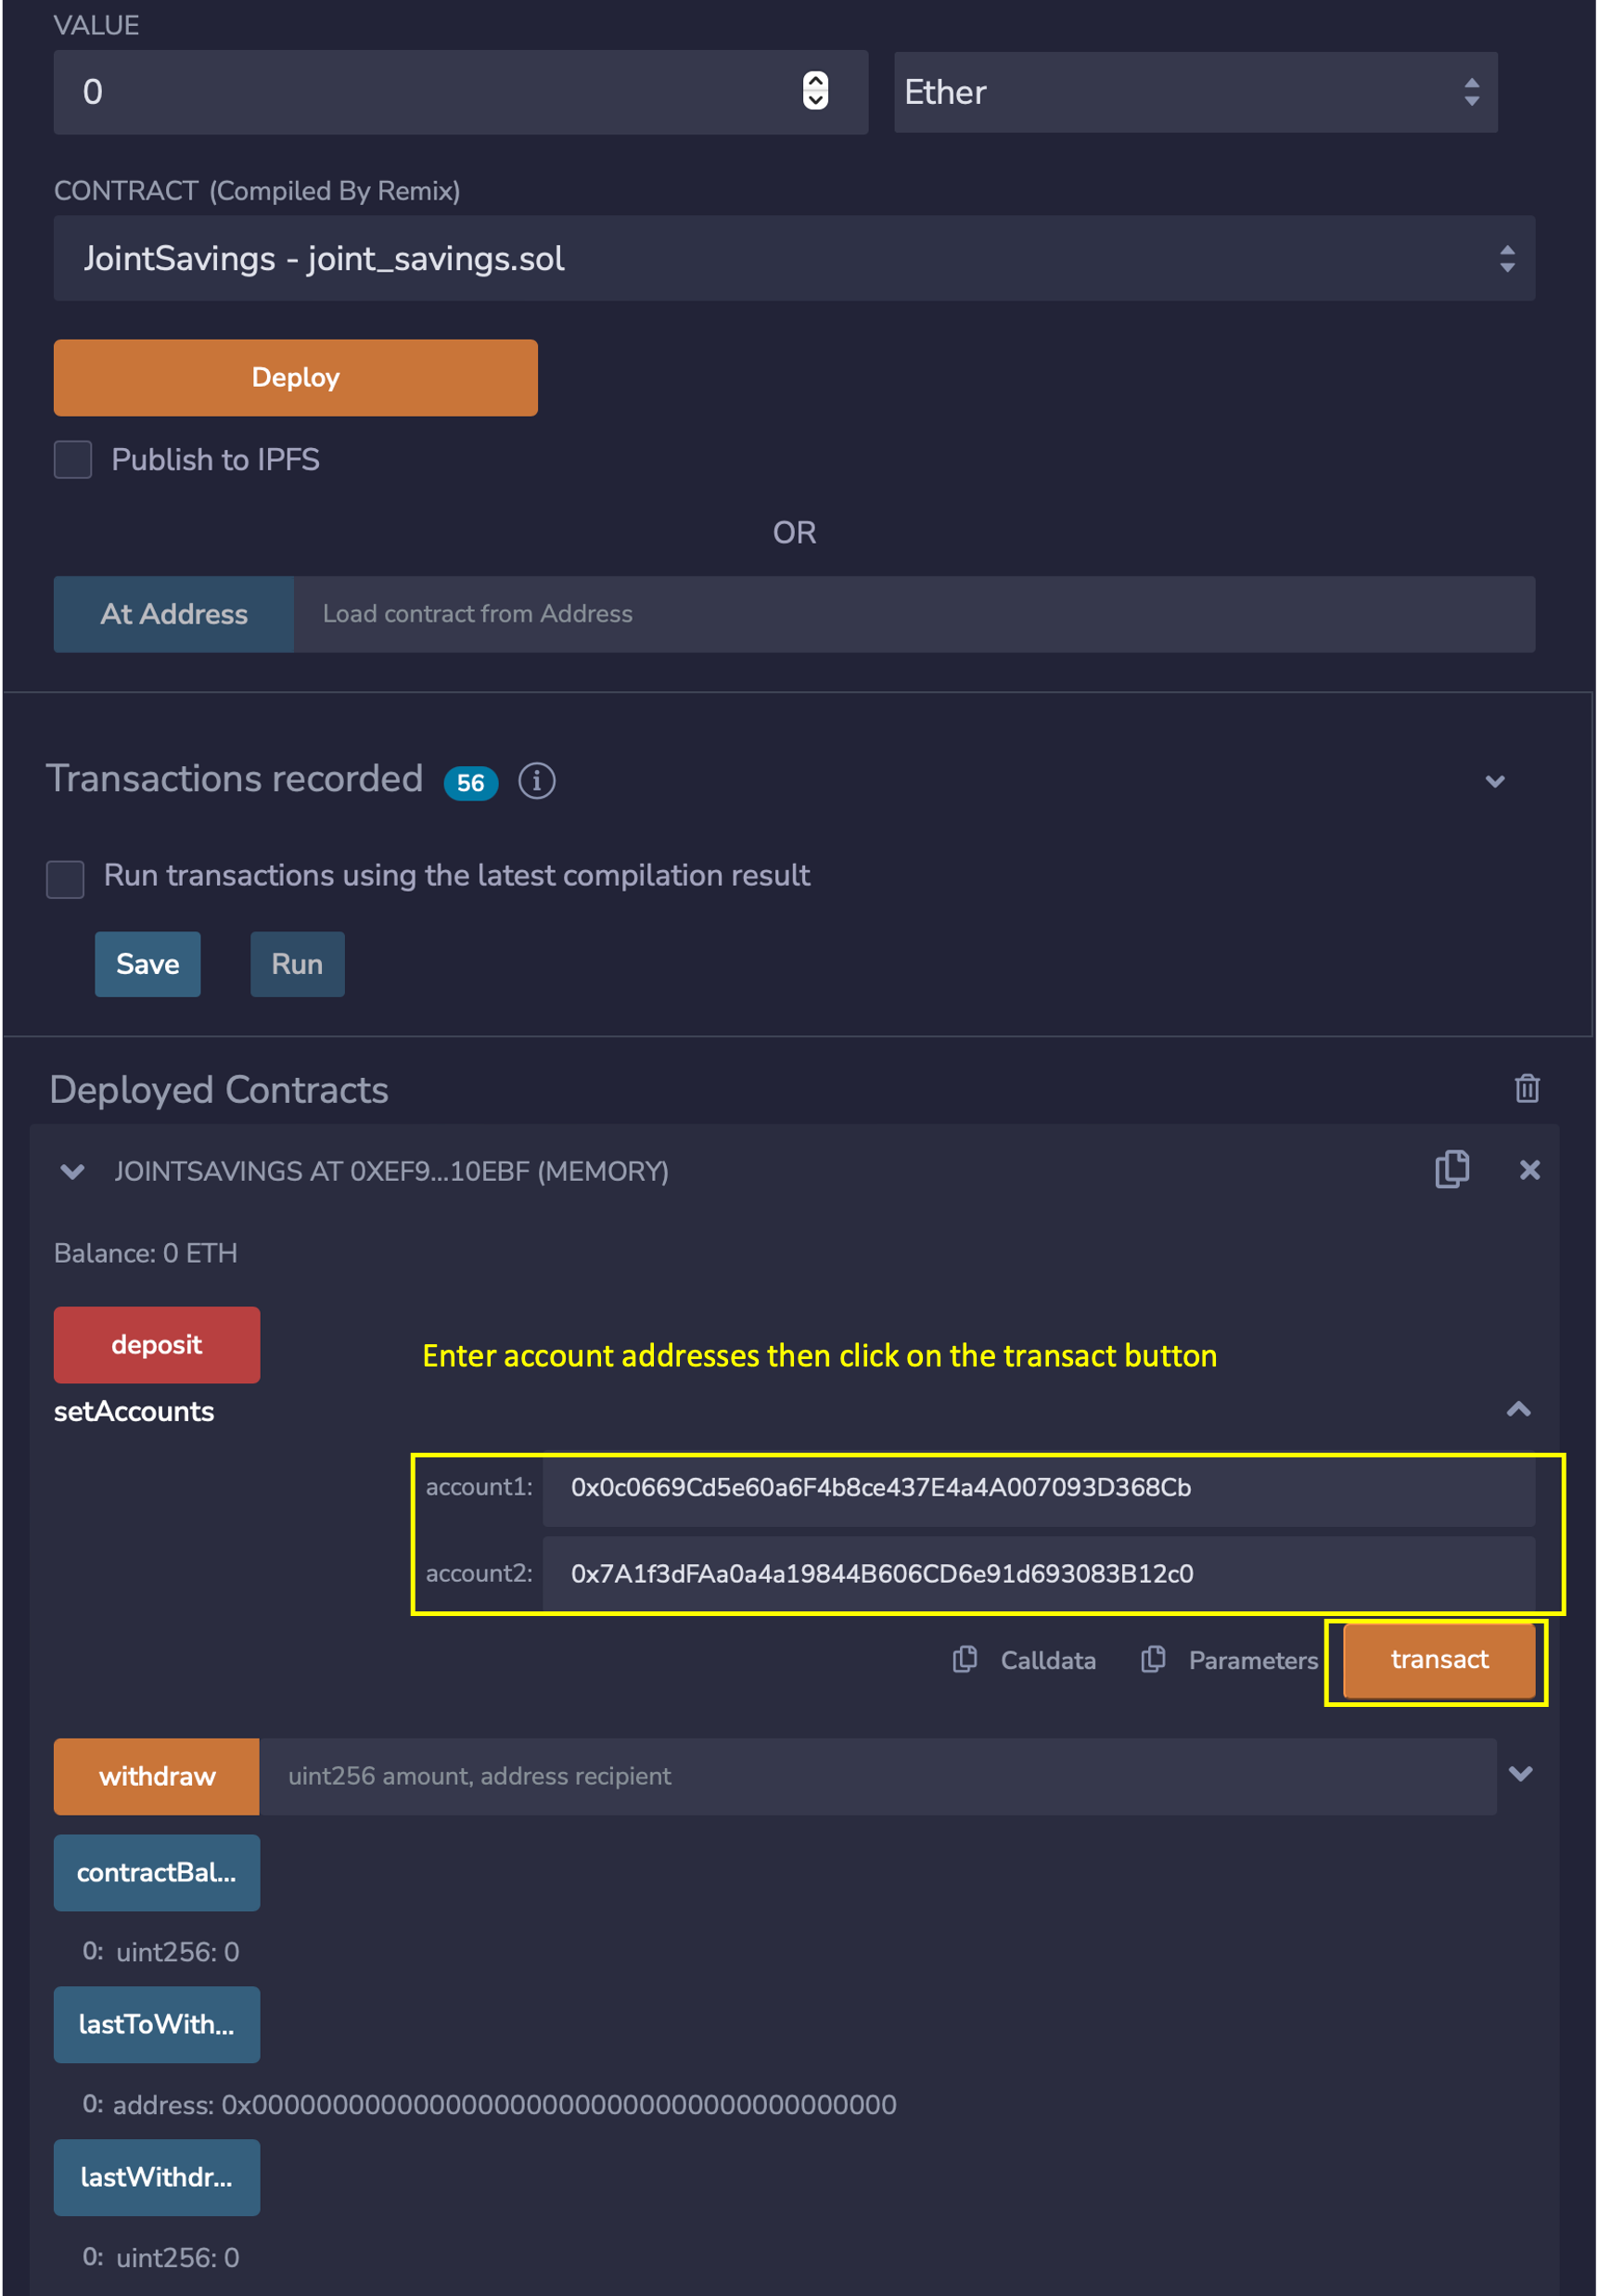 VALUE
0
Ether
CONTRACT (Compiled By Remix)
JointSavings - joint_savings.sol
Deploy
Publish to IPFS
OR
At Address Load contract from Address
Transactions recorded 56 i
Run transactions using the latest compilation result
Save Run
Deployed Contracts
JOINTSAVINGS AT 0XEF9...10EBF (MEMORY)
Balance: 0 ETH
deposit
Enter account addresses then click on the transact button
setAccounts
account1: 0x0c0669Cd5e60a6F4b8ce437E4a4A007093D368Cb
account2: 0x7A1f3dFAa0a4a19844B606CD6e91d693083B12c0
Calldata Parameters transact
withdraw uint256 amount, address recipient
contractBal...
0: uint256: 0
lastToWith...
0: address: 0x0000000000000000000000000000000000000000
lastWithdr...
0: uint256: 0